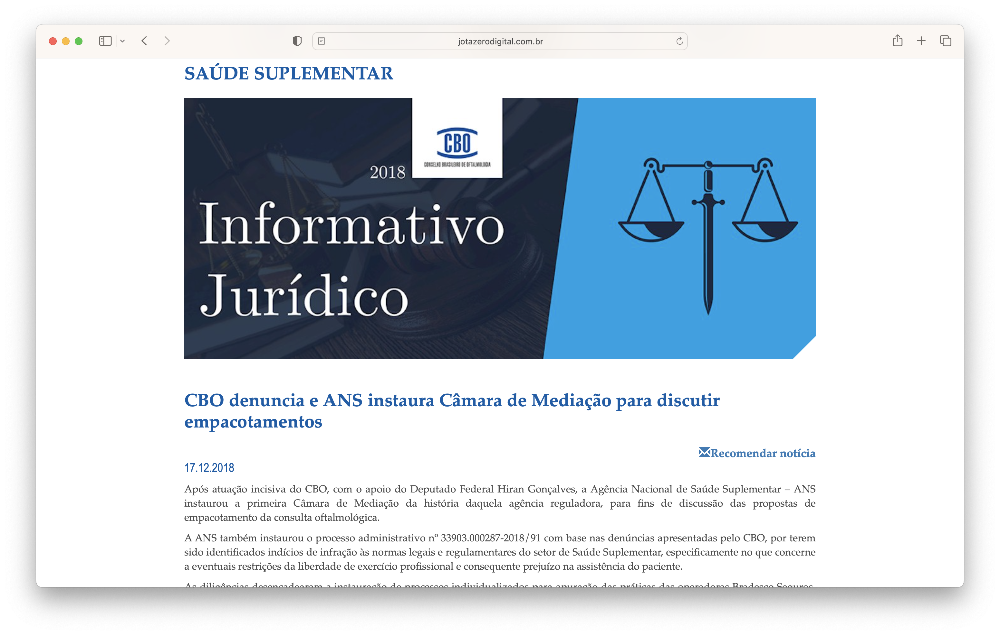 jotazerodigital.com.br
SAÚDE SUPLEMENTAR
CBO
CONSELHO BRASILEIRO DE OFTALMOLOGIA
2018
Informativo
Jurídico
CBO denuncia e ANS instaura Câmara de Mediação para discutir
empacotamentos
Recomendar notícia
17.12.2018
Após atuação incisiva do CBO, com o apoio do Deputado Federal Hiran Gonçalves, a Agência Nacional de Saúde Suplementar – ANS
instaurou a primeira Câmara de Mediação da história daquela agência reguladora, para fins de discussão das propostas de
empacotamento da consulta oftalmológica.
A ANS também instaurou o processo administrativo nº 33903.000287-2018/91 com base nas denúncias apresentadas pelo CBO, por terem
sido identificados indícios de infração às normas legais e regulamentares do setor de Saúde Suplementar, especificamente no que concerne
a eventuais restrições da liberdade de exercício profissional e consequente prejuízo na assistência do paciente.
As diligências desencadearam a instauração de processos individualizados para apuração das práticas das operadoras Bradesco Seguros,